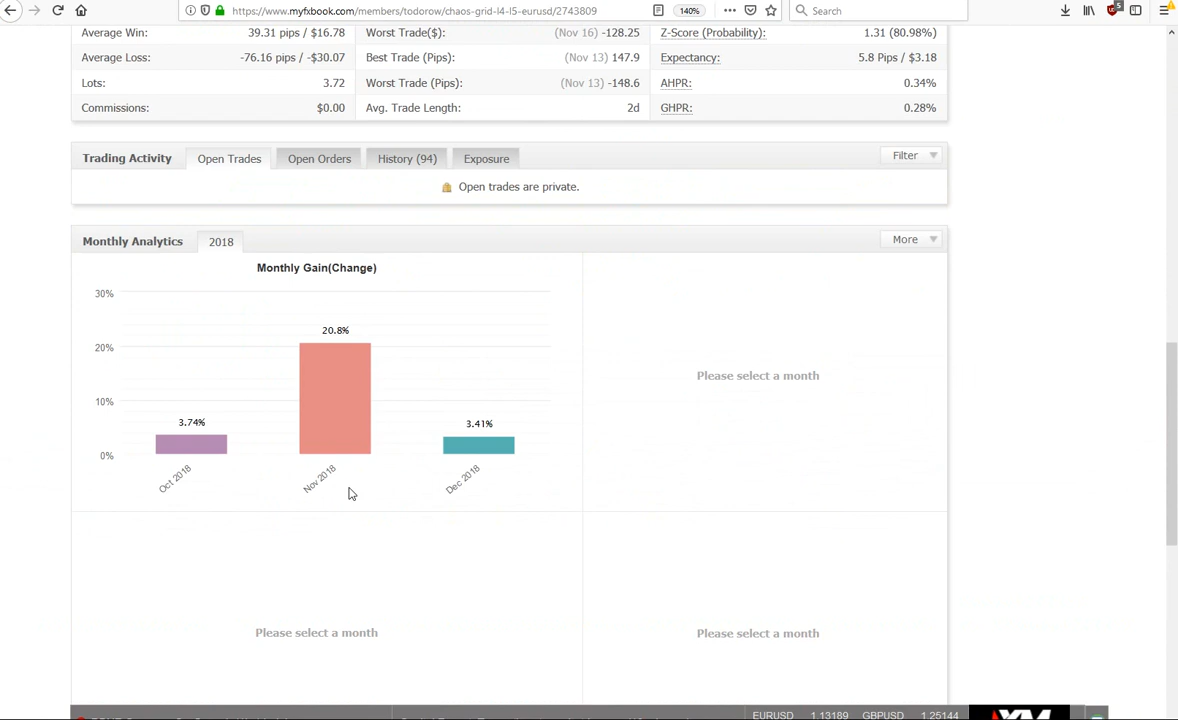 https://www.myfxbook.com/members/todorow/chaos-grid-l4-l5-eurusd/2743809
140%
Search
5
Average Win: 39.31 pips / $16.78 Worst Trade($): (Nov 16) -128.25 Z-Score (Probability): 1.31 (80.98%)
Average Loss: -76.16 pips / -$30.07 Best Trade (Pips): (Nov 13) 147.9 Expectancy: 5.8 Pips / $3.18
Lots: 3.72 Worst Trade (Pips): (Nov 13) -148.6 AHPR: 0.34%
Commissions: $0.00 Avg. Trade Length: 2d GHPR: 0.28%
Trading Activity Open Trades Open Orders History (94) Exposure Filter
Open trades are private.
Monthly Analytics 2018 More
Monthly Gain(Change)
30%
20.8%
20%
Please select a month
10%
3.74% 3.41%
0%
Oct 2018 Nov 2018 Dec 2018
Please select a month Please select a month
EURUSD 1.13189 GBPUSD 1.25144